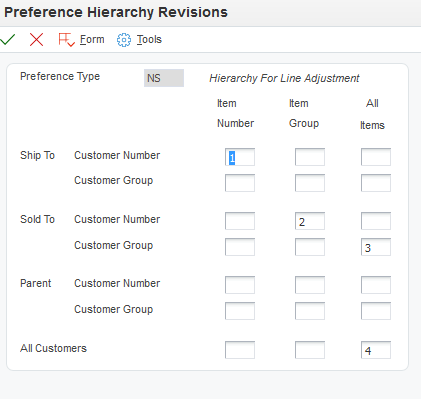 Preference Hierarchy Revisions
Form Tools
Preference Type NS Hierarchy For Line Adjustment
Item Item All
Number Group Items
Ship To Customer Number 1
Customer Group
Sold To Customer Number 2
Customer Group 3
Parent Customer Number
Customer Group
All Customers 4